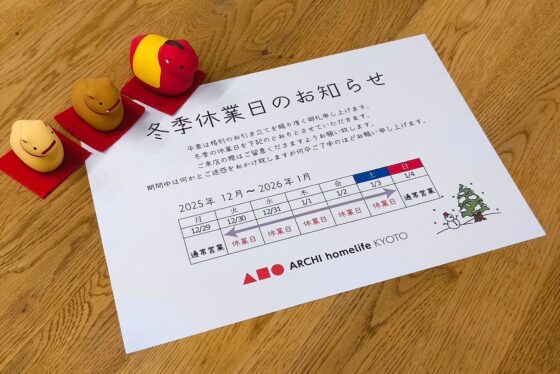 冬季休業日のお知らせ
平素は格別のお引き立てを賜り厚く御礼申し上げます。
冬季の休業日を下記のとおりとさせていただきます。
ご来店の際はご留意くださいますようお願い致します。
期間中は何かとご迷惑をおかけ致しますが何卒ご了承のほどお願い申し上げます。
2025年 12月～2026年 1月
月 火 水 木 金 土 日
12/29 12/30 12/31 1/1 1/2 1/3 1/4
通常営業 休業日 休業日 休業日 休業日 休業日 通常営業
ARCHI homelife KYOTO